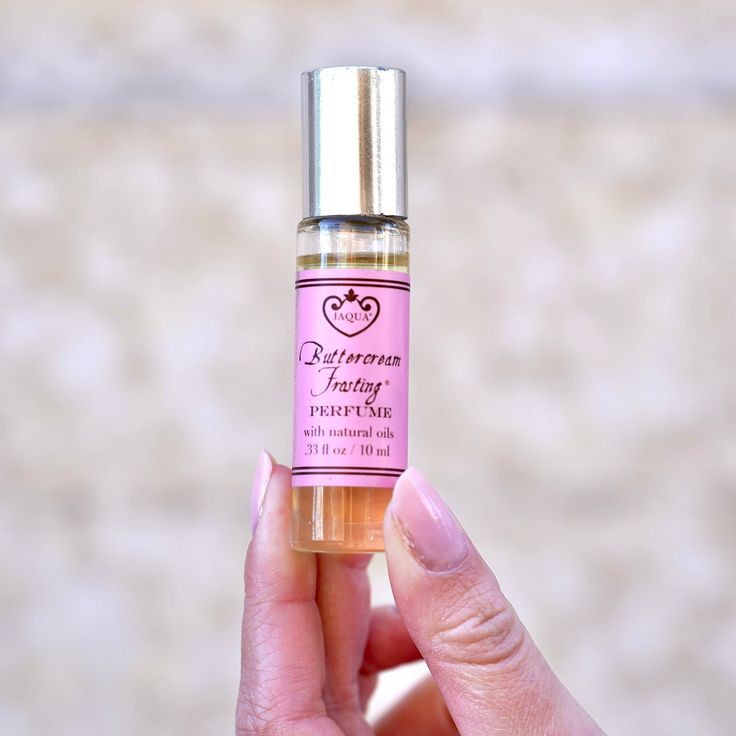 JAQUA®
Buttercream
Frosting®
PERFUME
with natural oils
.33 fl oz / 10 ml